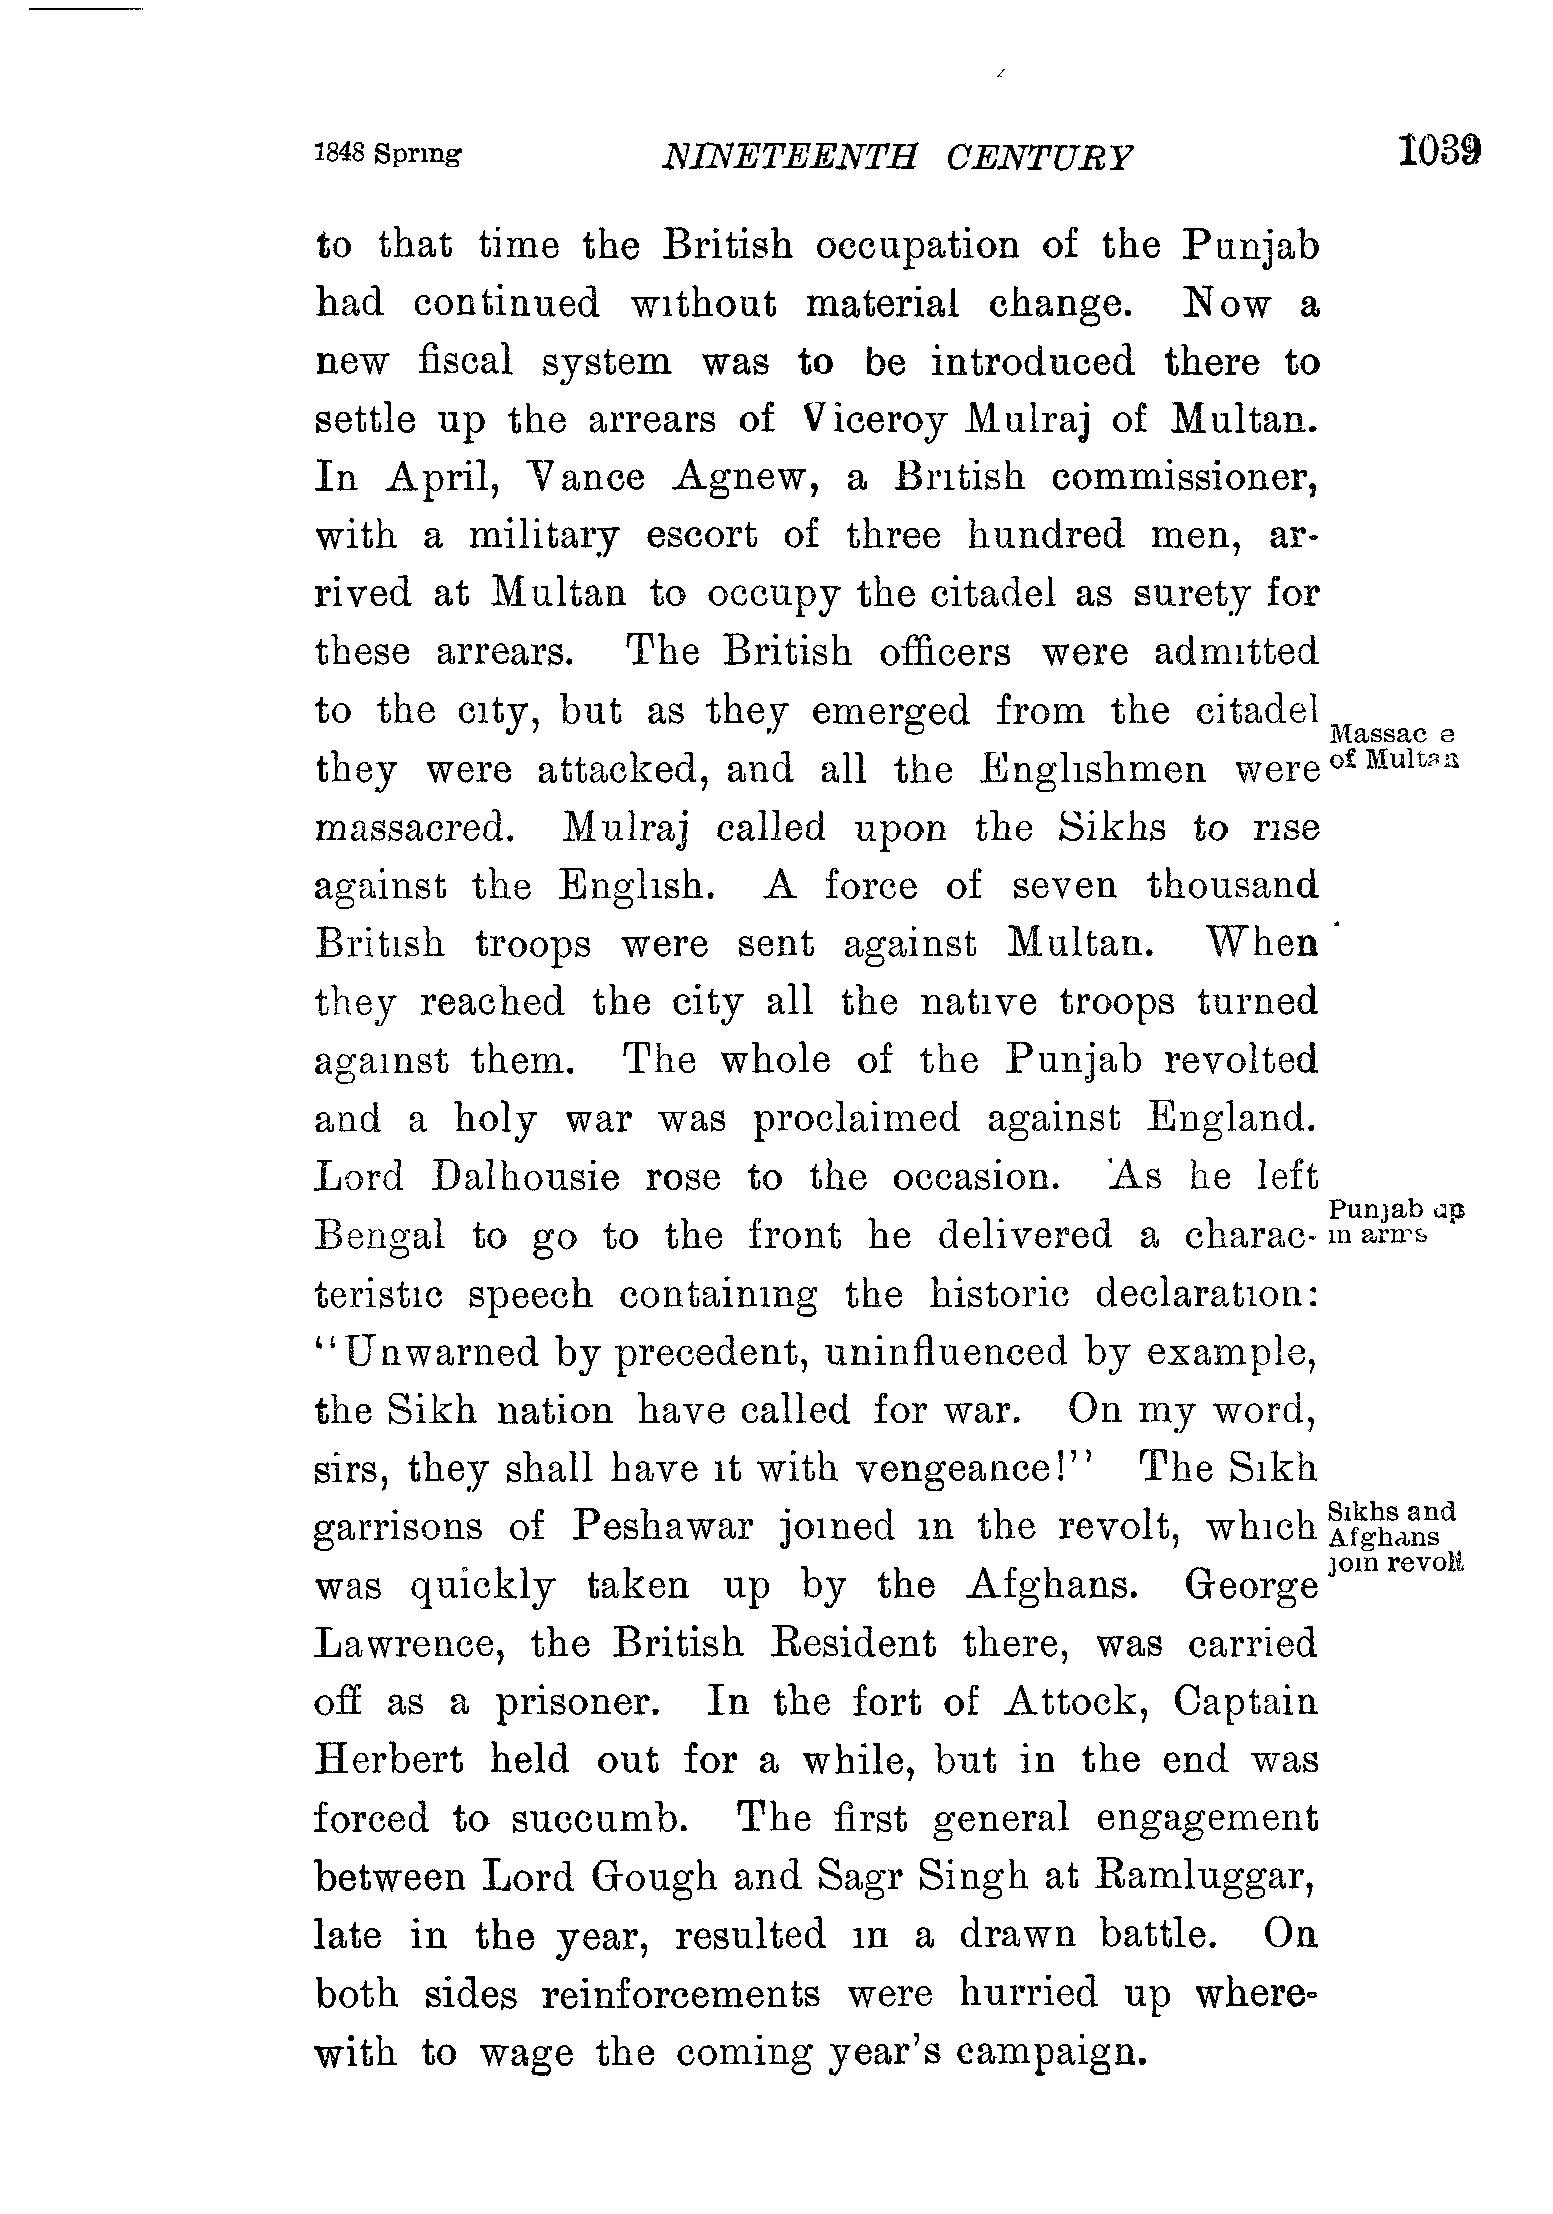 1848 Spring NINETEENTH CENTURY 1039
to that time the British occupation of the Punjab
had continued without material change. Now a
new fiscal system was to be introduced there to
settle up the arrears of Viceroy Mulraj of Multan.
In April, Vance Agnew, a British commissioner,
with a military escort of three hundred men, ar-
rived at Multan to occupy the citadel as surety for
these arrears. The British officers were admitted
to the city, but as they emerged from the citadel
they were attacked, and all the Englishmen were
Massac e
of Multan
massacred. Mulraj called upon the Sikhs to rise
against the English. A force of seven thousand
British troops were sent against Multan. When
they reached the city all the native troops turned
against them. The whole of the Punjab revolted
and a holy war was proclaimed against England.
Lord Dalhousie rose to the occasion. As he left
Bengal to go to the front he delivered a charac-
Punjab up
in arms
teristic speech containing the historic declaration:
"Unwarned by precedent, uninfluenced by example,
the Sikh nation have called for war. On my word,
sirs, they shall have it with vengeance!" The Sikh
garrisons of Peshawar joined in the revolt, which
Sikhs and
Afghans
join revolt
was quickly taken up by the Afghans. George
Lawrence, the British Resident there, was carried
off as a prisoner. In the fort of Attock, Captain
Herbert held out for a while, but in the end was
forced to succumb. The first general engagement
between Lord Gough and Sagr Singh at Ramluggar,
late in the year, resulted in a drawn battle. On
both sides reinforcements were hurried up where-
with to wage the coming year's campaign.